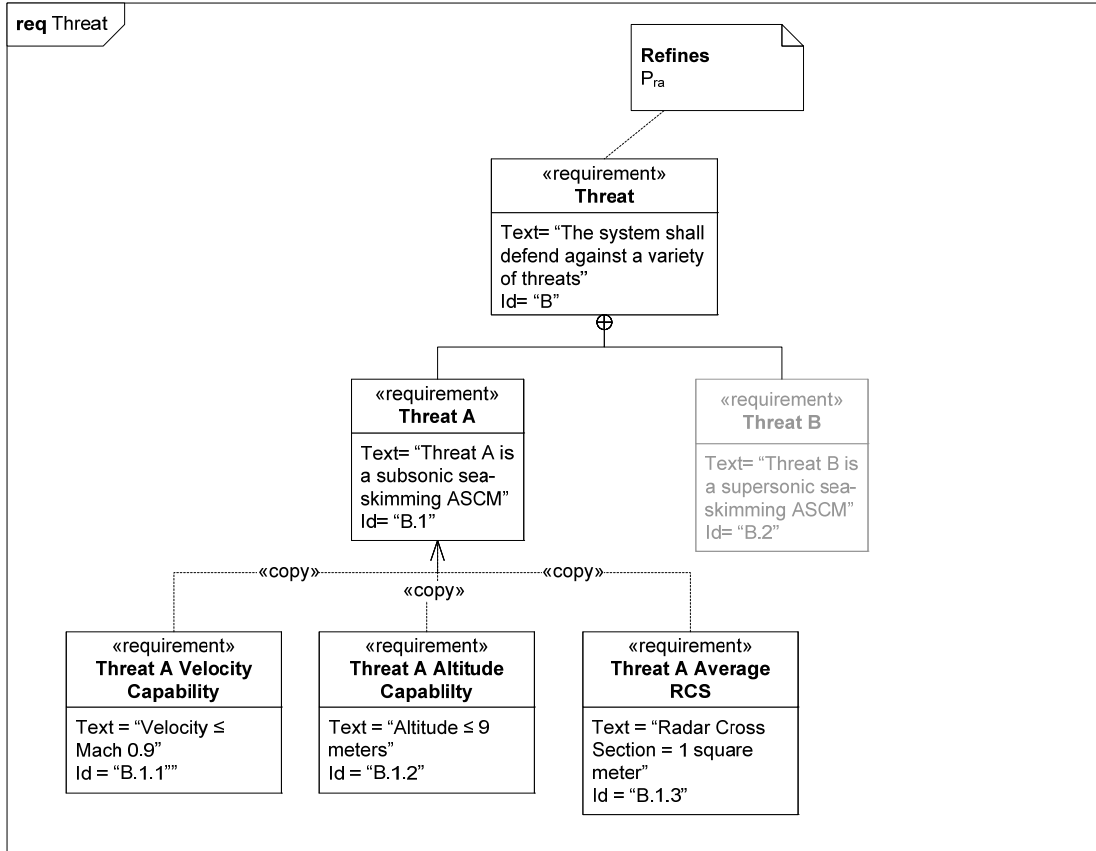 req Threat
Refines
Pra
«requirement»
Threat
Text= “The system shall
defend against a variety
of threats”
Id= “B”
«requirement»
Threat A
Text= “Threat A is
a subsonic sea-
skimming ASCM”
Id= “B.1”
«requirement»
Threat B
Text= “Threat B is
a supersonic sea-
skimming ASCM”
Id= “B.2”
«copy»
«copy»
«copy»
«requirement»
Threat A Velocity
Capability
Text = “Velocity ≤
Mach 0.9”
Id = “B.1.1””
«requirement»
Threat A Altitude
Capablilty
Text = “Altitude ≤ 9
meters”
Id = “B.1.2”
«requirement»
Threat A Average
RCS
Text = “Radar Cross
Section = 1 square
meter”
Id = “B.1.3”